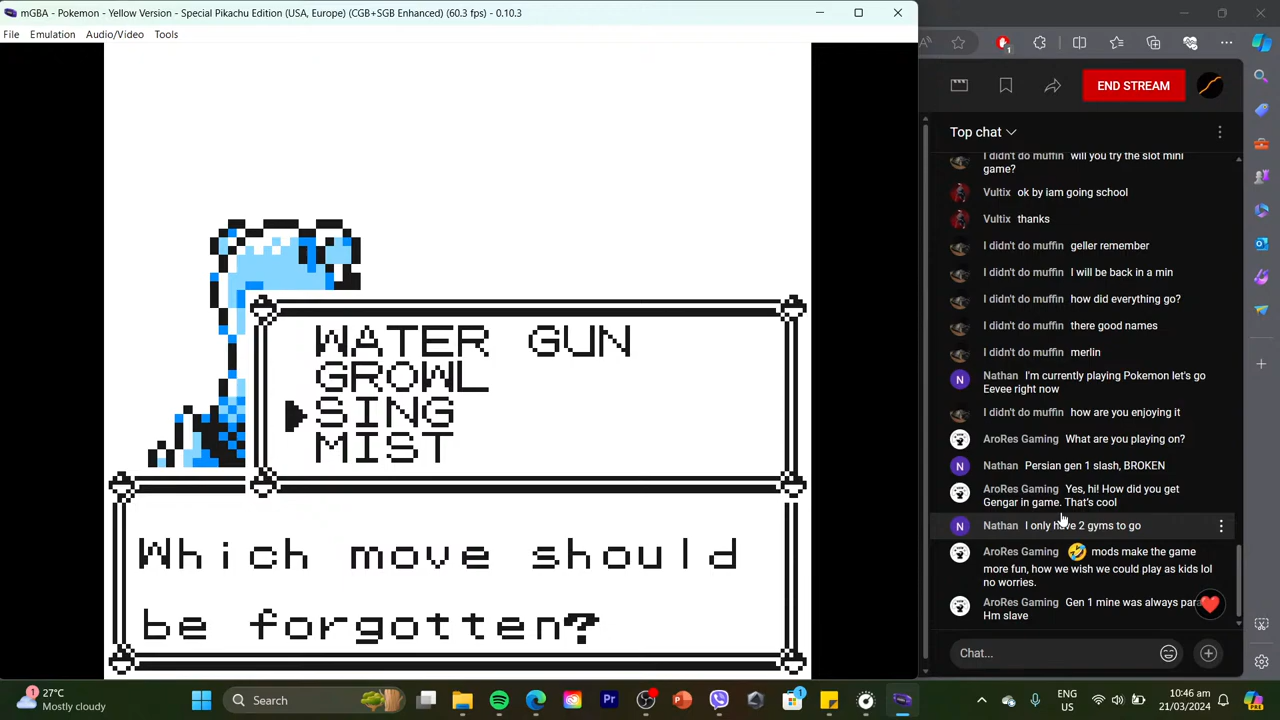 mGBA - Pokemon - Yellow Version - Special Pikachu Edition (USA, Europe) (CGB+SGB Enhanced) (60.3 fps) - 0.10.3
File Emulation Audio/Video Tools
WATER GUN
GROWL
SING
MIST
Which move should
be forgotten?
END STREAM
Top chat
I didn't do muffin will you try the slot mini
game?
Vultix ok by iam going school
Vultix thanks
I didn't do muffin geller remember
I didn't do muffin I will be back in a min
I didn't do muffin how did everything go?
I didn't do muffin there good names
I didn't do muffin merlin
N Nathan I'm currently playing Pokemon let's go
Eevee right now
I didn't do muffin how are you enjoying it
AroRes Gaming What are you playing on?
N Nathan Persian gen 1 slash, BROKEN
AroRes Gaming Yes, hi! How did you get
Gengar in game. That's cool
N Nathan I only have 2 gyms to go
AroRes Gaming 🤣 mods make the game
more fun, how we wish we could play as kids lol
no worries.
AroRes Gaming Gen 1 mine was always para
Hm slave
Chat...
1
27°C
Mostly cloudy
Search
Pr
1
ENG
US
10:46 am
21/03/2024